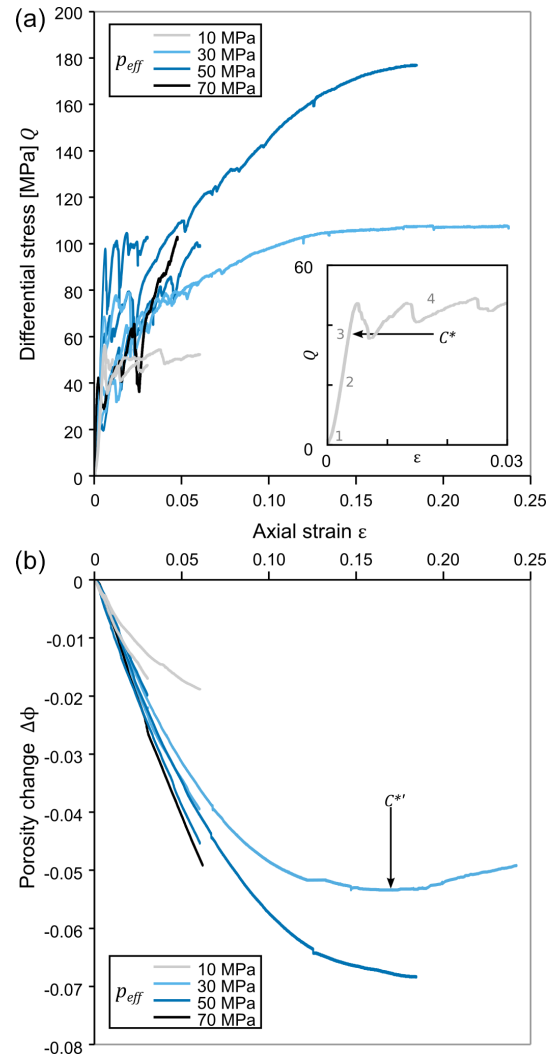 (a)
200
180
160
140
120
100
80
60
40
20
0
Differential stress [MPa] Q
p_eff
10 MPa
30 MPa
50 MPa
70 MPa
60
Q
0
1
2
3
4
C*
0
ε
0.03
0
0.05
0.10
0.15
0.20
0.25
Axial strain ε
(b)
0
0.05
0.10
0.15
0.20
0.25
0
-0.01
-0.02
-0.03
-0.04
-0.05
-0.06
-0.07
-0.08
Porosity change Δϕ
C*'
p_eff
10 MPa
30 MPa
50 MPa
70 MPa